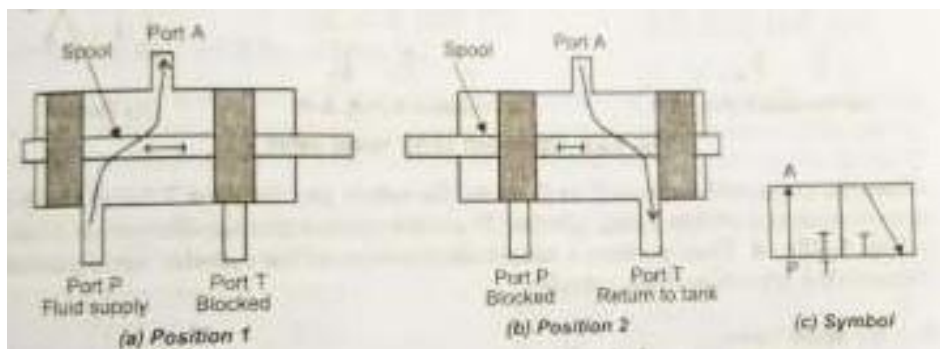 Port A
Spool
Port P
Fluid supply
Port T
Blocked
(a) Position 1
Port A
Spool
Port P
Blocked
Port T
Return to tank
(b) Position 2
A
P
T
(c) Symbol